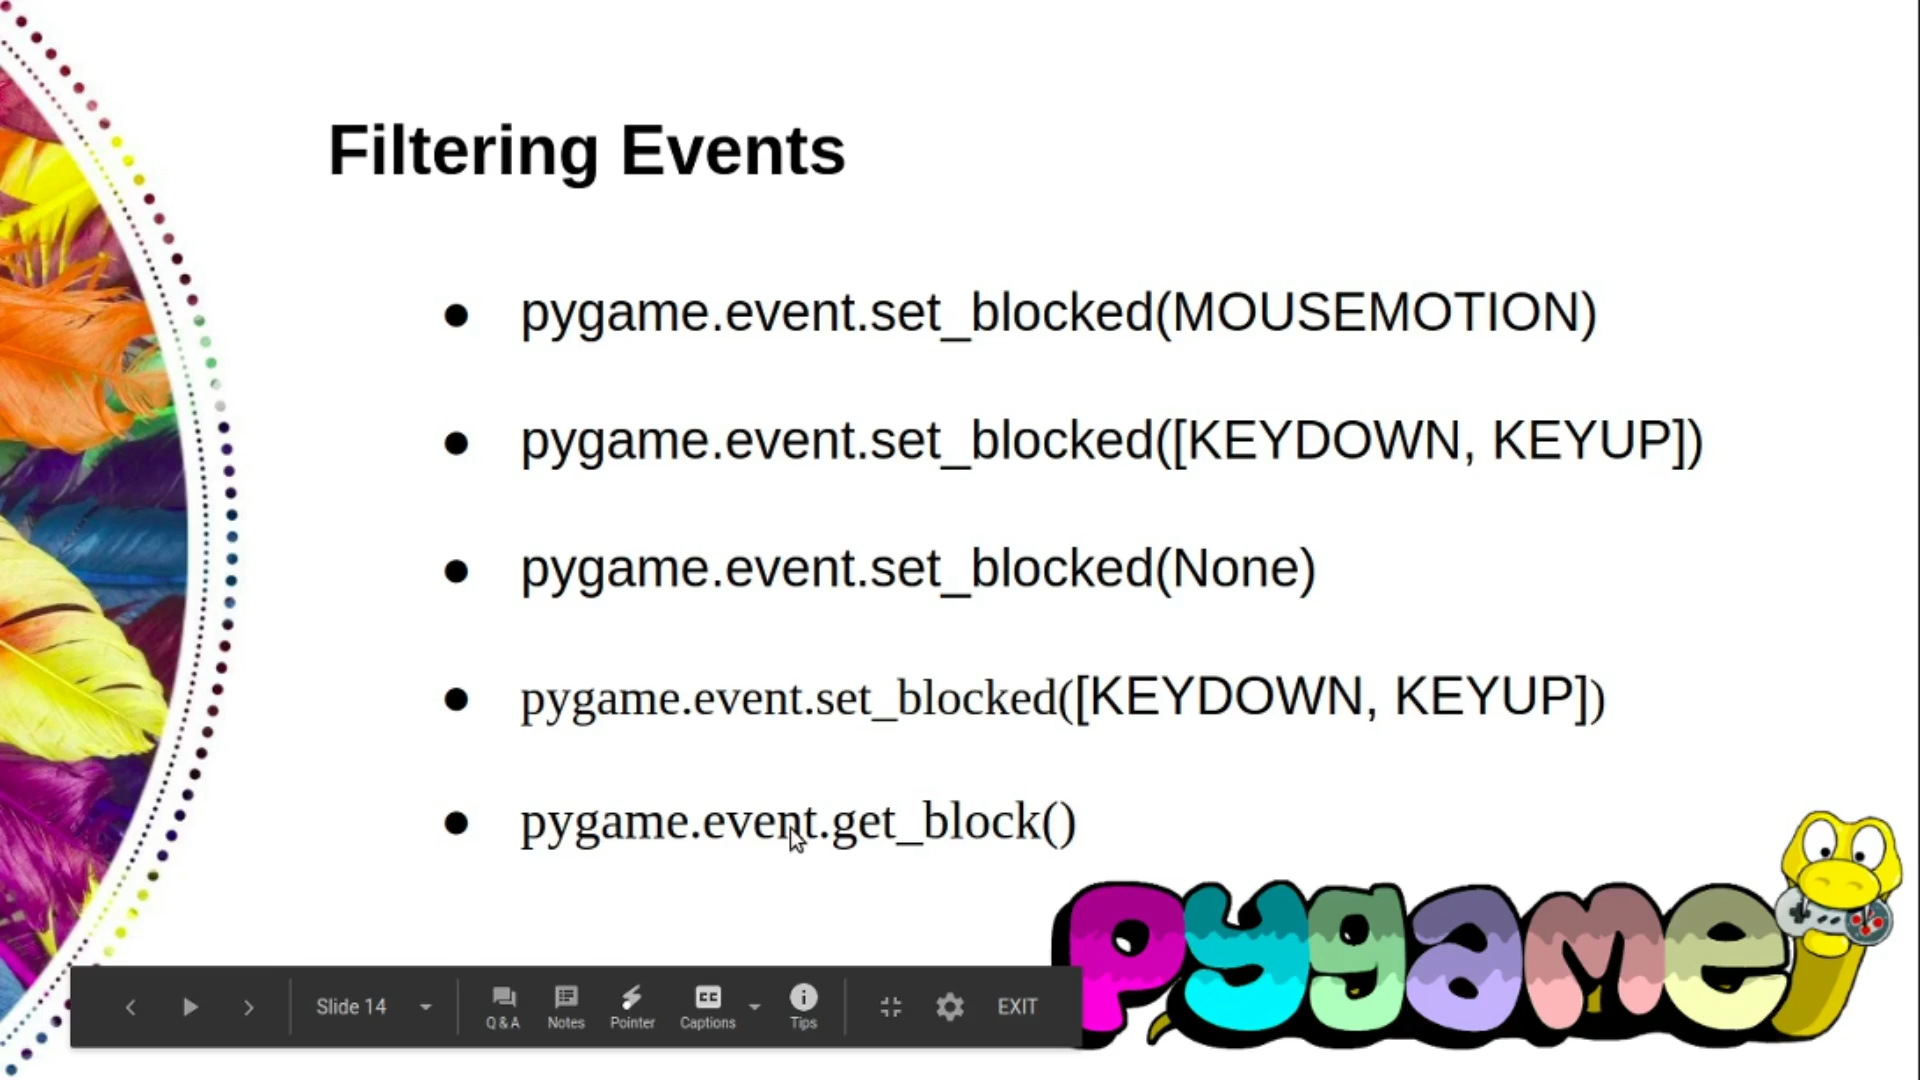 Filtering Events
● pygame.event.set_blocked(MOUSEMOTION)
● pygame.event.set_blocked([KEYDOWN, KEYUP])
● pygame.event.set_blocked(None)
● pygame.event.set_blocked([KEYDOWN, KEYUP])
● pygame.event.get_block()
pygame
Slide 14
Q & A
Notes
Pointer
CC
Captions
Tips
EXIT